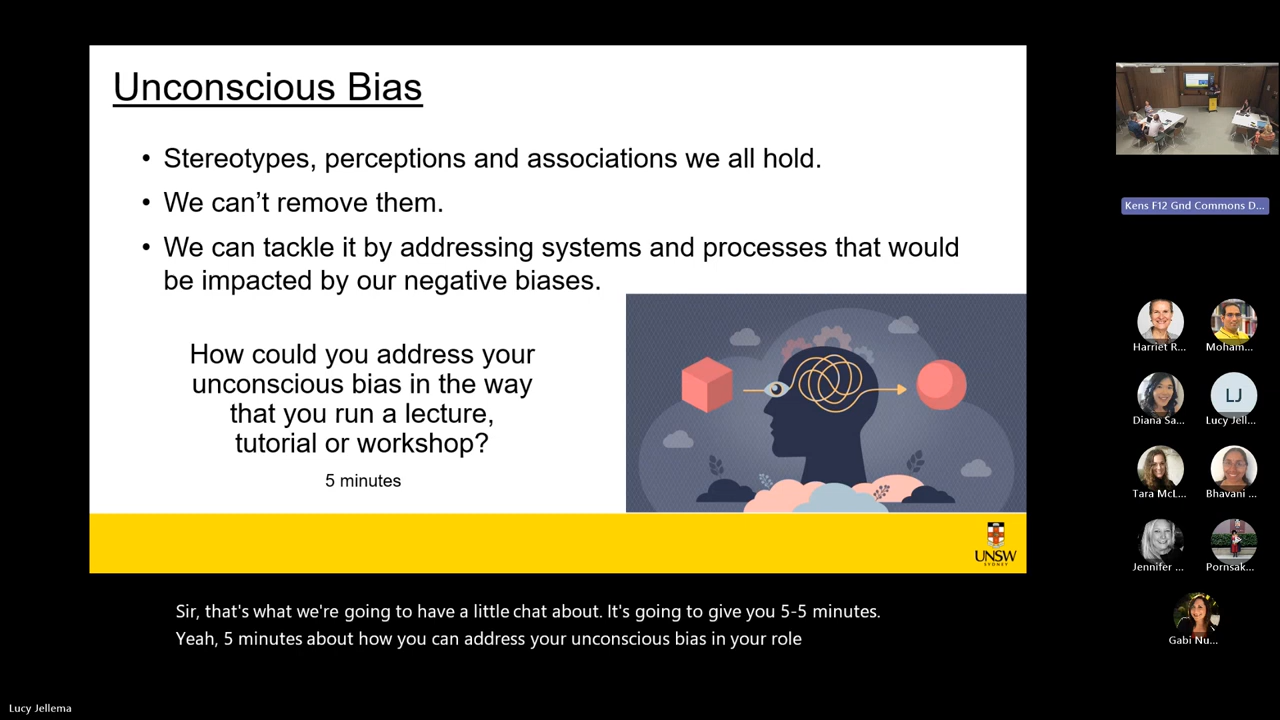 Unconscious Bias
• Stereotypes, perceptions and associations we all hold.
• We can’t remove them.
• We can tackle it by addressing systems and processes that would
be impacted by our negative biases.
How could you address your
unconscious bias in the way
that you run a lecture,
tutorial or workshop?
5 minutes
UNSW
SYDNEY
Kens F12 Gnd Commons D...
Harriet R...
Moham...
Diana Sa...
LJ
Lucy Jell...
Tara McL...
Bhavani ...
Jennifer ...
Pornsak...
Gabi Nu...
Sir, that's what we're going to have a little chat about. It's going to give you 5-5 minutes.
Yeah, 5 minutes about how you can address your unconscious bias in your role
Lucy Jellema